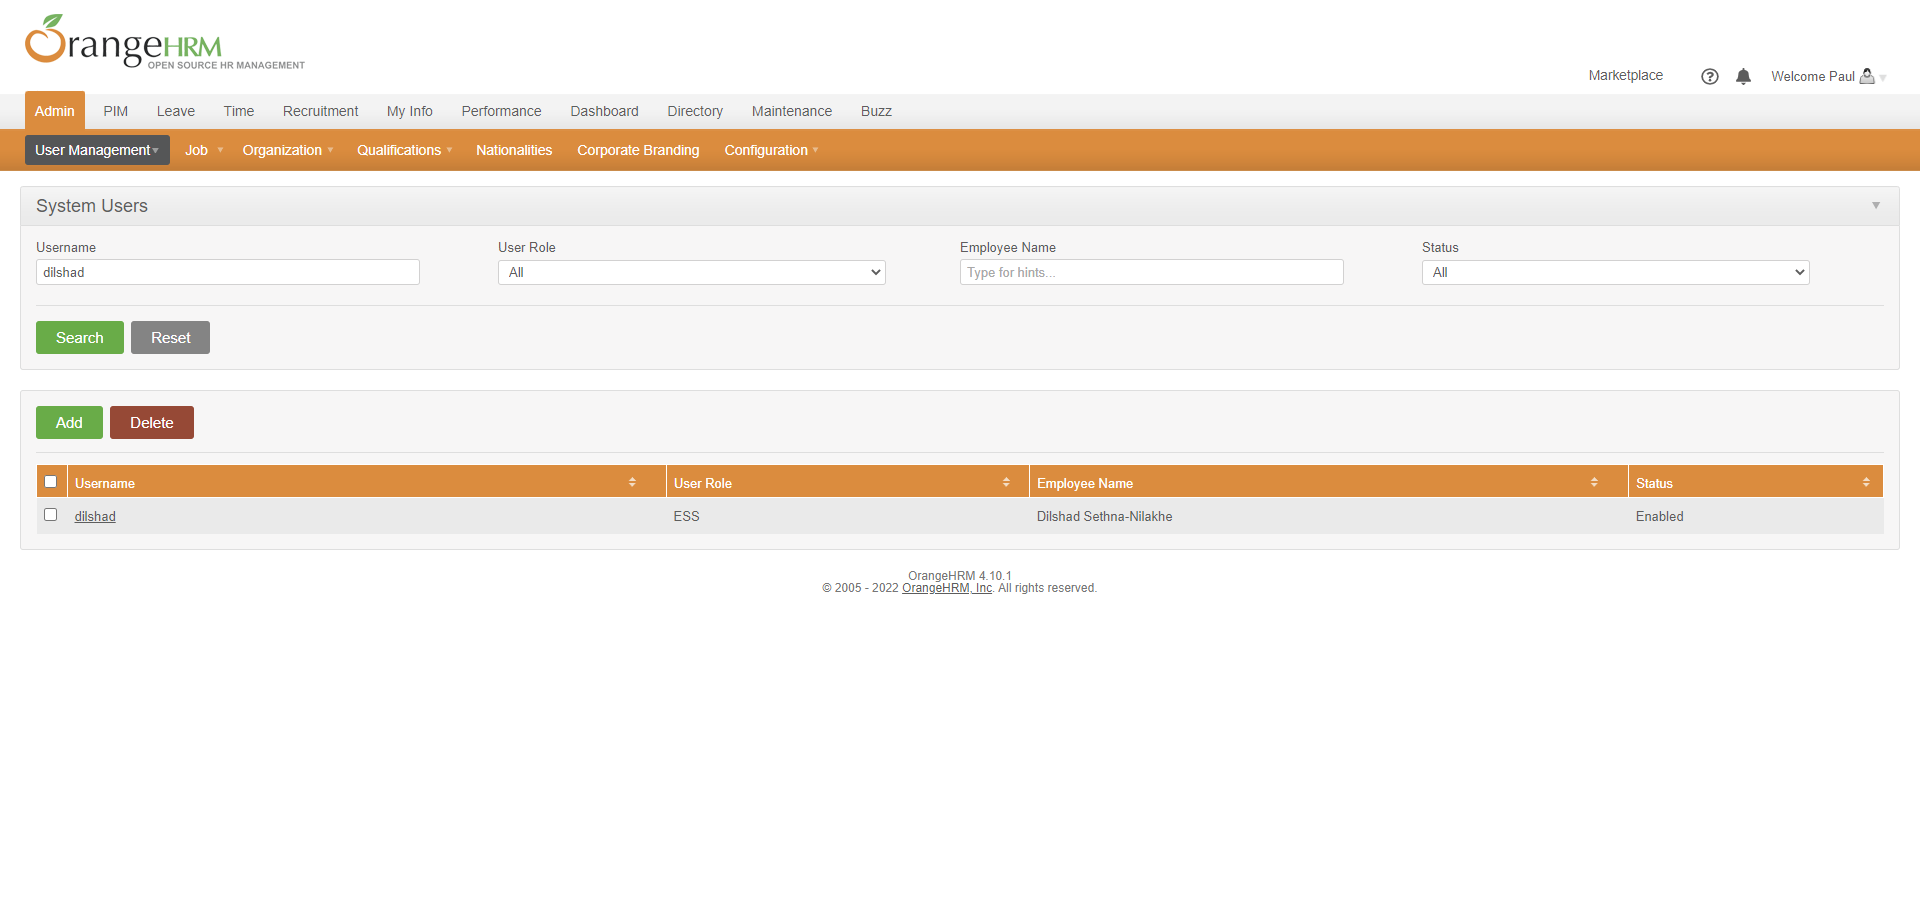 OrangeHRM
OPEN SOURCE HR MANAGEMENT
Marketplace
Welcome Paul
Admin PIM Leave Time Recruitment My Info Performance Dashboard Directory Maintenance Buzz
User Management Job Organization Qualifications Nationalities Corporate Branding Configuration
System Users
Username User Role Employee Name Status
dilshad All Type for hints... All
Search Reset
Add Delete
Username User Role Employee Name Status
dilshad ESS Dilshad Sethna-Nilakhe Enabled
OrangeHRM 4.10.1
© 2005 - 2022 OrangeHRM, Inc. All rights reserved.